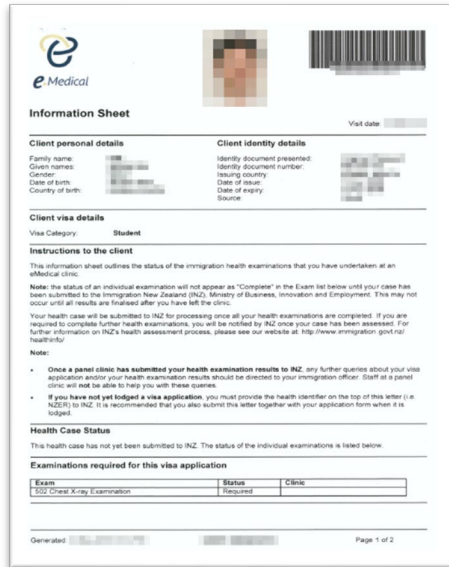 e Medical
Information Sheet
Visit date:
Client personal details
Client identity details
Family name:
Given names:
Gender:
Date of birth:
Country of birth:
Identity document presented:
Identity document number:
Issuing country:
Date of issue:
Date of expiry:
Source:
Client visa details
Visa Category: Student
Instructions to the client
This information sheet outlines the status of the immigration health examinations that you have undertaken at an
eMedical clinic.
Note: the status of an individual examination will not appear as "Complete" in the Exam list below until your case has
been submitted to the Immigration New Zealand (INZ), Ministry of Business, Innovation and Employment. This may not
occur until all results are finalised after you have left the clinic.
Your health case will be submitted to INZ for processing once all your health examinations are completed. If you are
required to complete further health examinations, you will be notified by INZ once your case has been assessed. For
further information on INZ's health assessment process, please see our website at: http://www.immigration.govt.nz/
healthinfo/
Note:
• Once a panel clinic has submitted your health examination results to INZ, any further queries about your visa
application and/or your health examination results should be directed to your immigration officer. Staff at a panel
clinic will not be able to help you with these queries.
• If you have not yet lodged a visa application, you must provide the health identifier on the top of this letter (i.e.
NZER) to INZ. It is recommended that you also submit this letter together with your application form when it is
lodged.
Health Case Status
This health case has not yet been submitted to INZ. The status of the individual examinations is listed below.
Examinations required for this visa application
Exam Status Clinic
502 Chest X-ray Examination Required
Generated:
Page 1 of 2